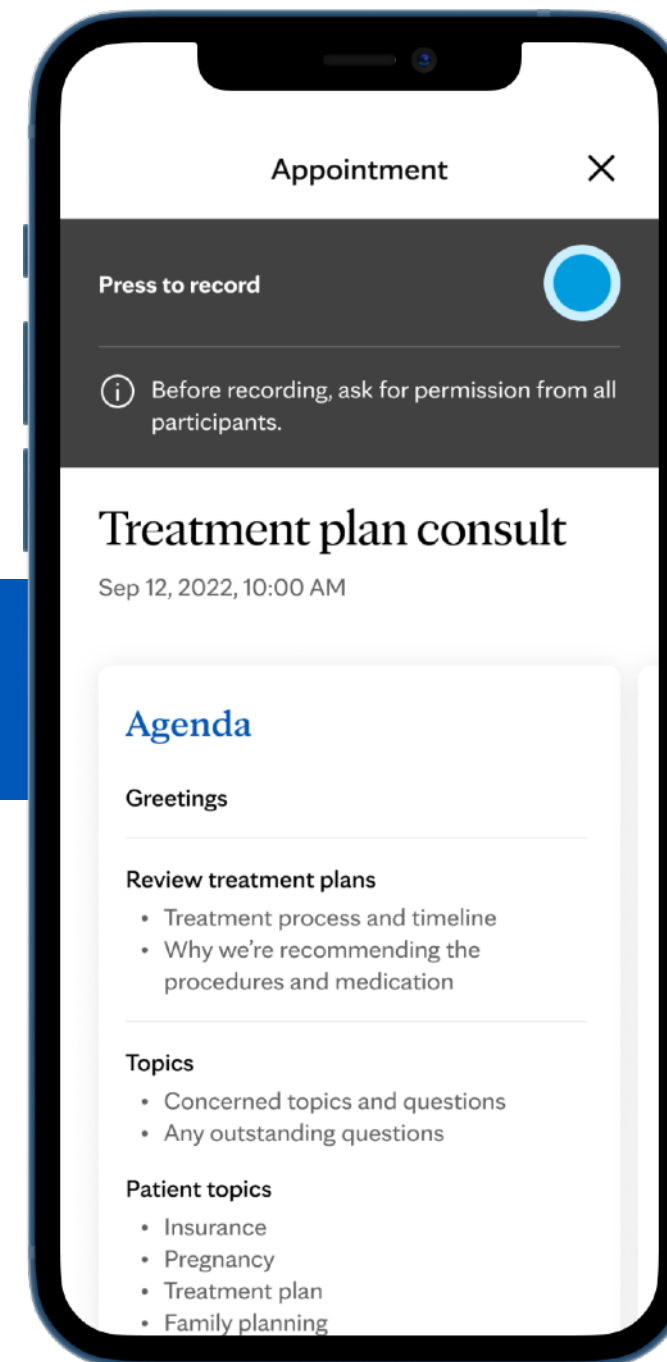 Appointment
Press to record
Before recording, ask for permission from all
participants.
Treatment plan consult
Sep 12, 2022, 10:00 AM
Agenda
Greetings
Review treatment plans
• Treatment process and timeline
• Why we’re recommending the
procedures and medication
Topics
• Concerned topics and questions
• Any outstanding questions
Patient topics
• Insurance
• Pregnancy
• Treatment plan
• Family planning